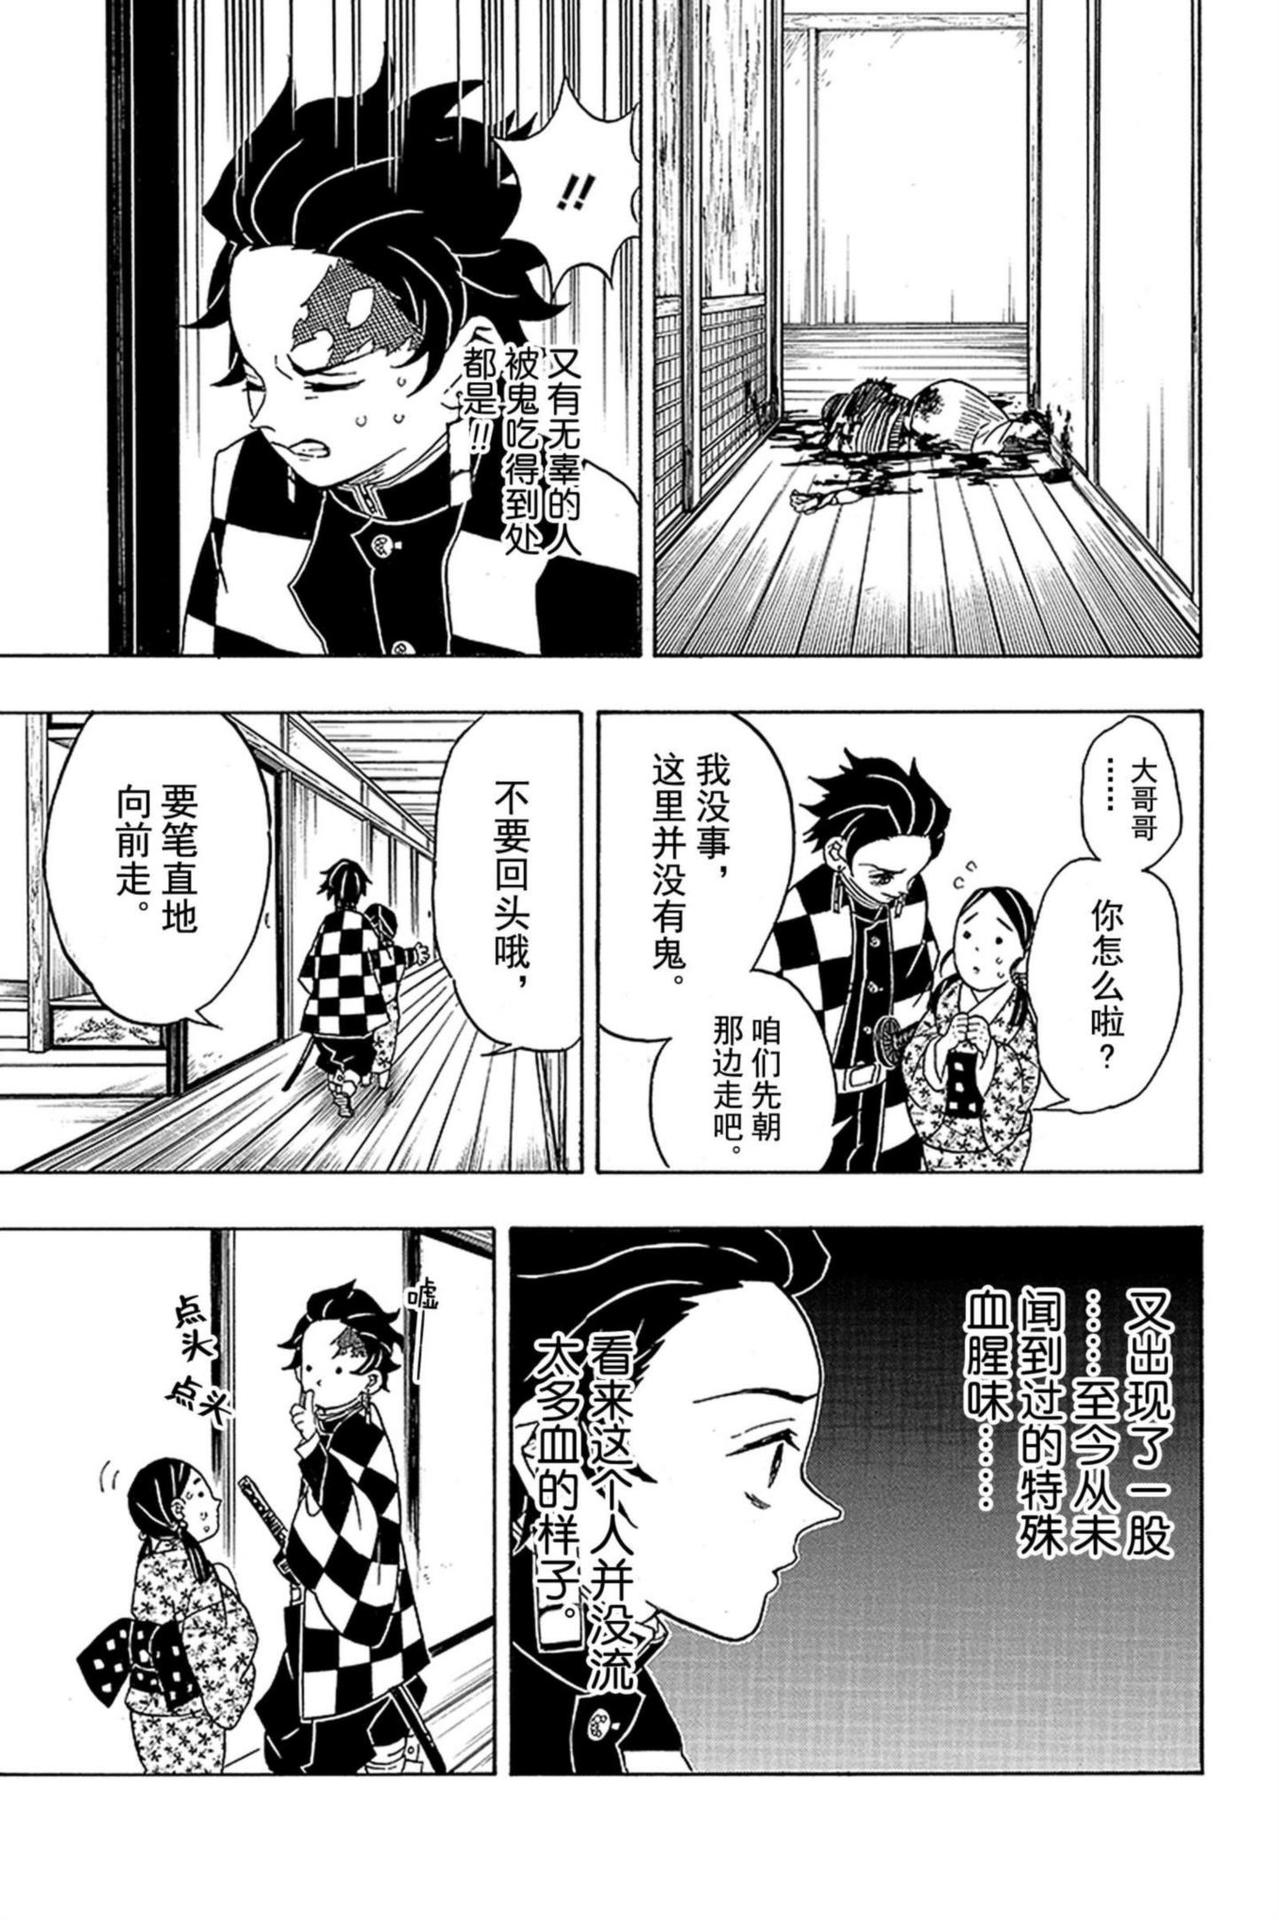 !!
又有无辜的人
被鬼吃得到处
都是!!
大哥哥
……
你怎么啦?
我没事，
这里并没有鬼。
咱们先朝
那边走吧。
不要回头哦，
要笔直地
向前走。
又出现了一股
……至今从未
闻到过的特殊
血腥味……
看来这个人并没流
太多血的样子。
嘘
点头
点头